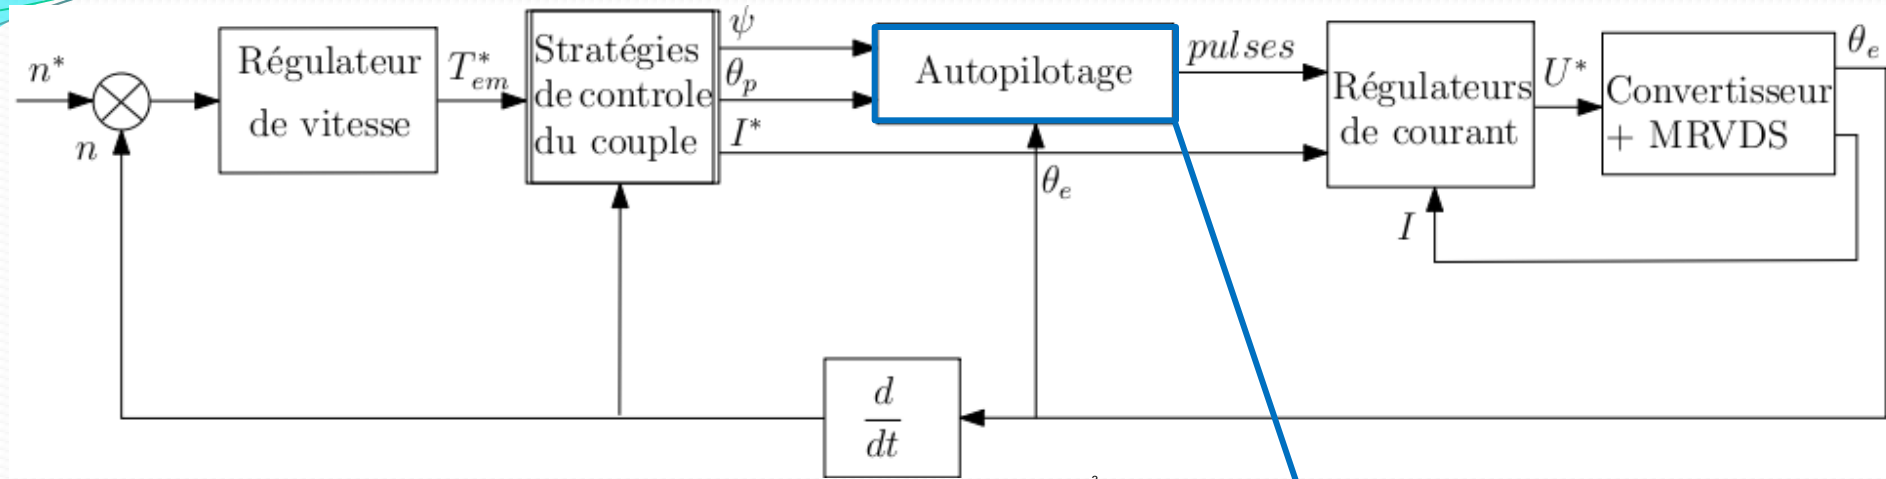 n*
n
Régulateur
de vitesse
T*em
Stratégies
de controle
du couple
ψ
θp
I*
Autopilotage
θe
pulses
Régulateurs
de courant
I
U*
Convertisseur
+ MRVDS
θe
d
dt